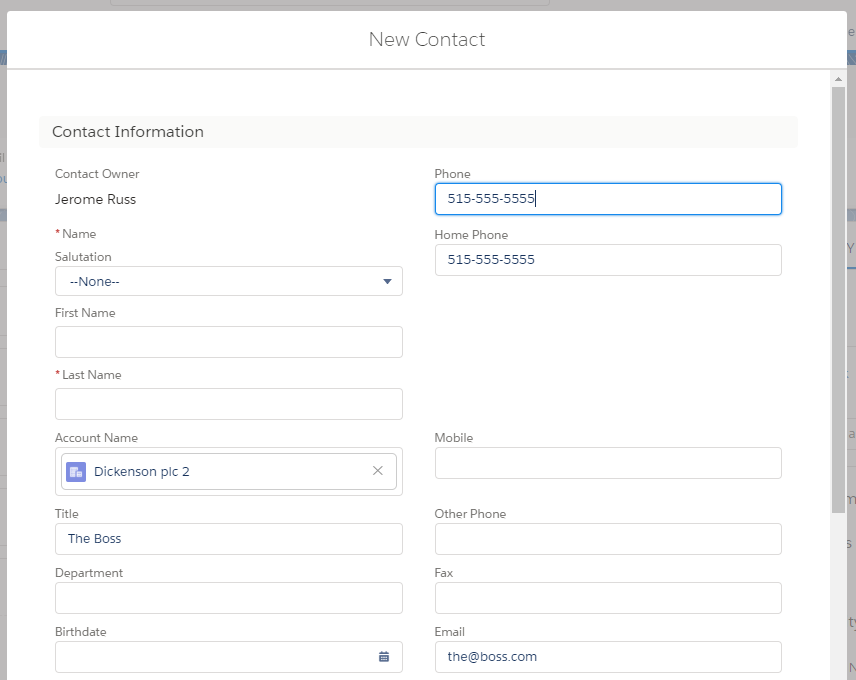 New Contact
Contact Information
Contact Owner
Jerome Russ
Phone
515-555-5555
*Name
Salutation
--None--
Home Phone
515-555-5555
First Name
*Last Name
Account Name
Dickenson plc 2
Mobile
Title
The Boss
Other Phone
Department
Fax
Birthdate
Email
the@boss.com